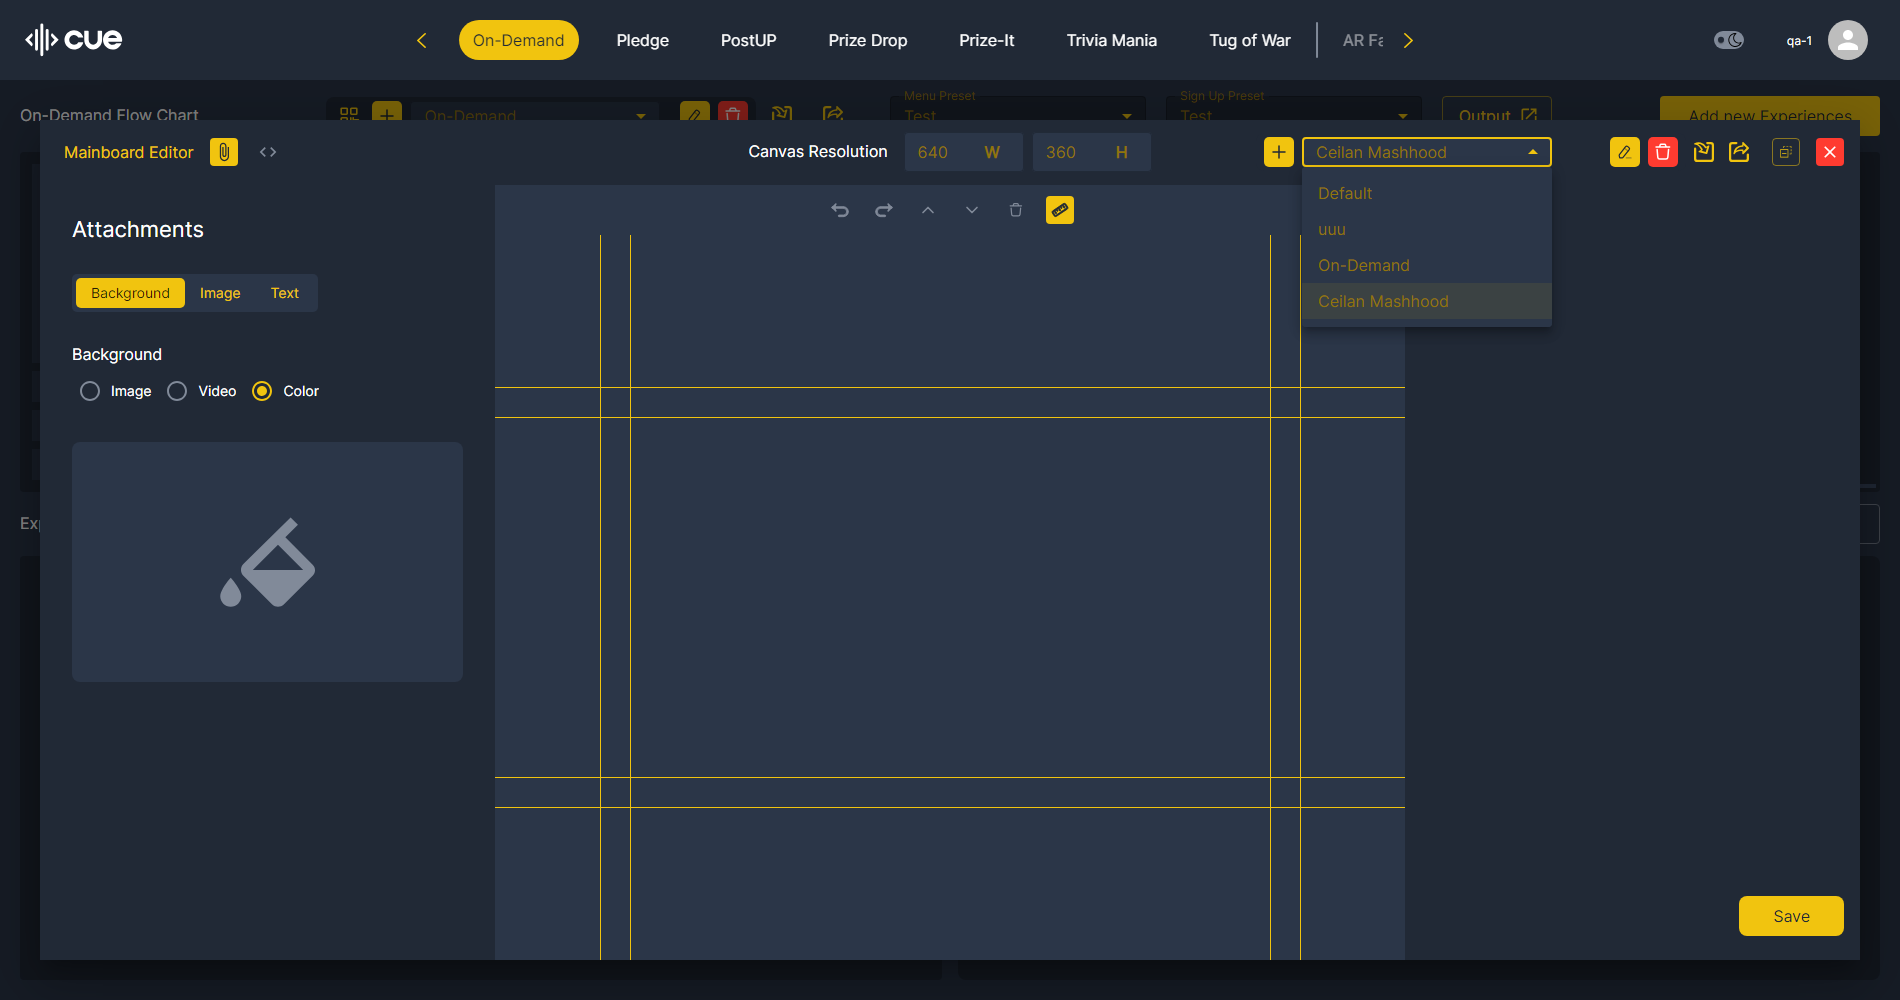 cue
On-Demand
Pledge
PostUP
Prize Drop
Prize-It
Trivia Mania
Tug of War
AR Fa
qa-1
On-Demand Flow Chart
On-Demand
Menu Preset
Test
Sign Up Preset
Test
Output
Add new Experiences
Mainboard Editor
Canvas Resolution
640 W
360 H
Ceilan Mashhood
Default
uuu
On-Demand
Ceilan Mashhood
Attachments
Background
Image
Text
Background
Image
Video
Color
Exp
Save